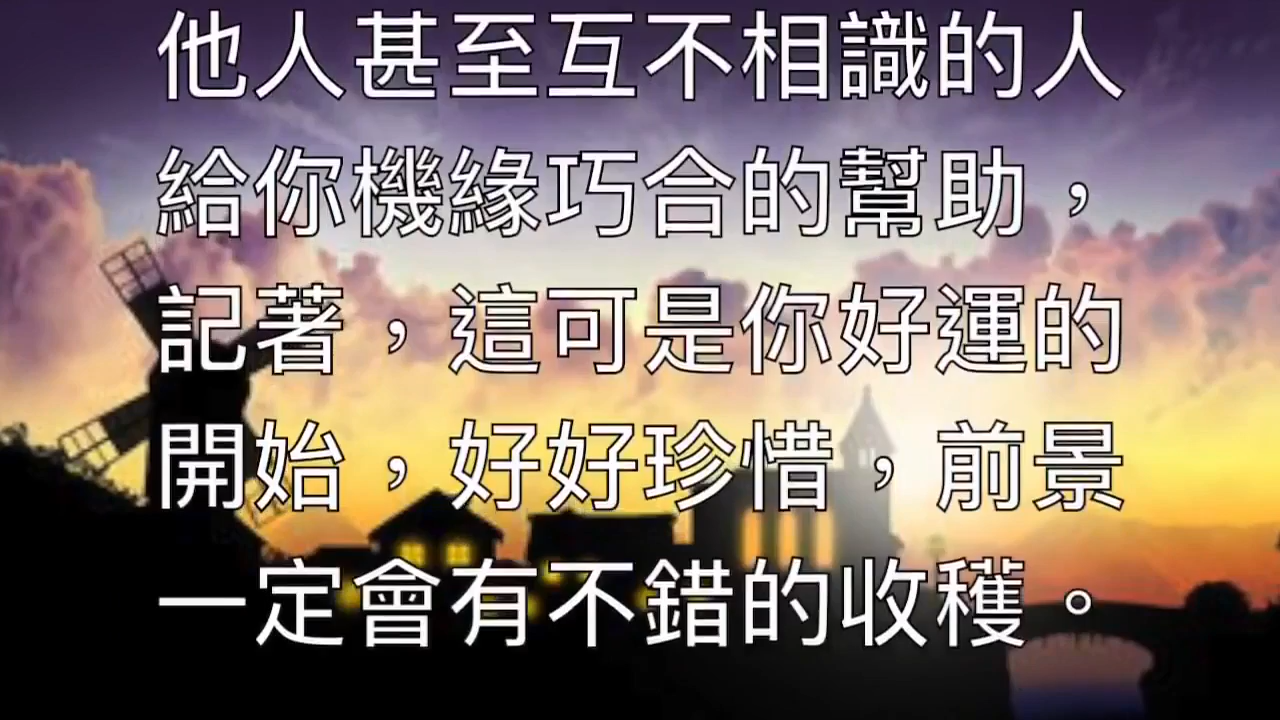 他人甚至互不相識的人
給你機緣巧合的幫助，
記著，這可是你好運的
開始，好好珍惜，前景
一定會有不錯的收穫。